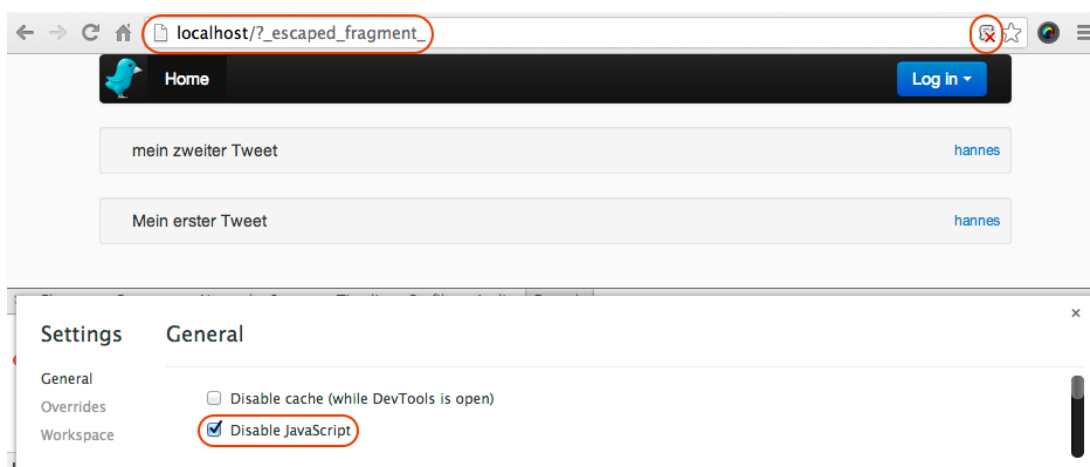 localhost/?_escaped_fragment_
Home
Log in
mein zweiter Tweet
hannes
Mein erster Tweet
hannes
Settings
General
General
Overrides
Workspace
Disable cache (while DevTools is open)
Disable JavaScript